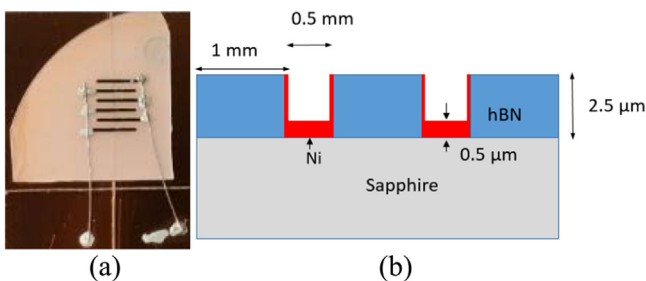 0.5 mm
1 mm
hBN
2.5 μm
Ni
0.5 μm
Sapphire
(a)
(b)